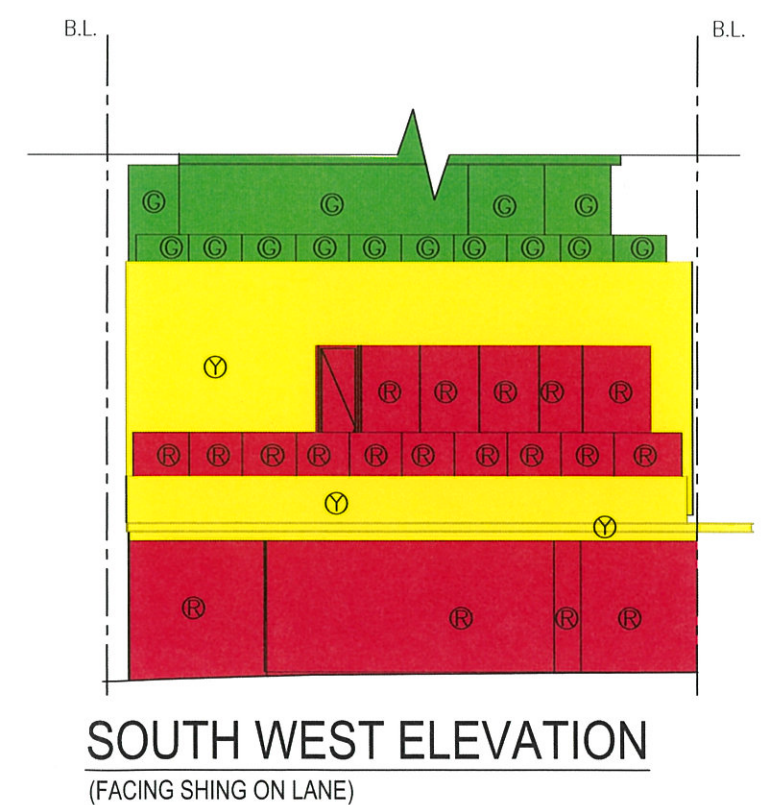 B.L. B.L.
Ⓖ Ⓖ Ⓖ Ⓖ
Ⓖ Ⓖ Ⓖ Ⓖ Ⓖ Ⓖ Ⓖ Ⓖ Ⓖ Ⓖ
Ⓨ
Ⓡ Ⓡ Ⓡ Ⓡ Ⓡ
Ⓡ Ⓡ Ⓡ Ⓡ Ⓡ Ⓡ Ⓡ Ⓡ Ⓡ Ⓡ
Ⓨ
Ⓨ
Ⓡ Ⓡ Ⓡ Ⓡ
SOUTH WEST ELEVATION
(FACING SHING ON LANE)